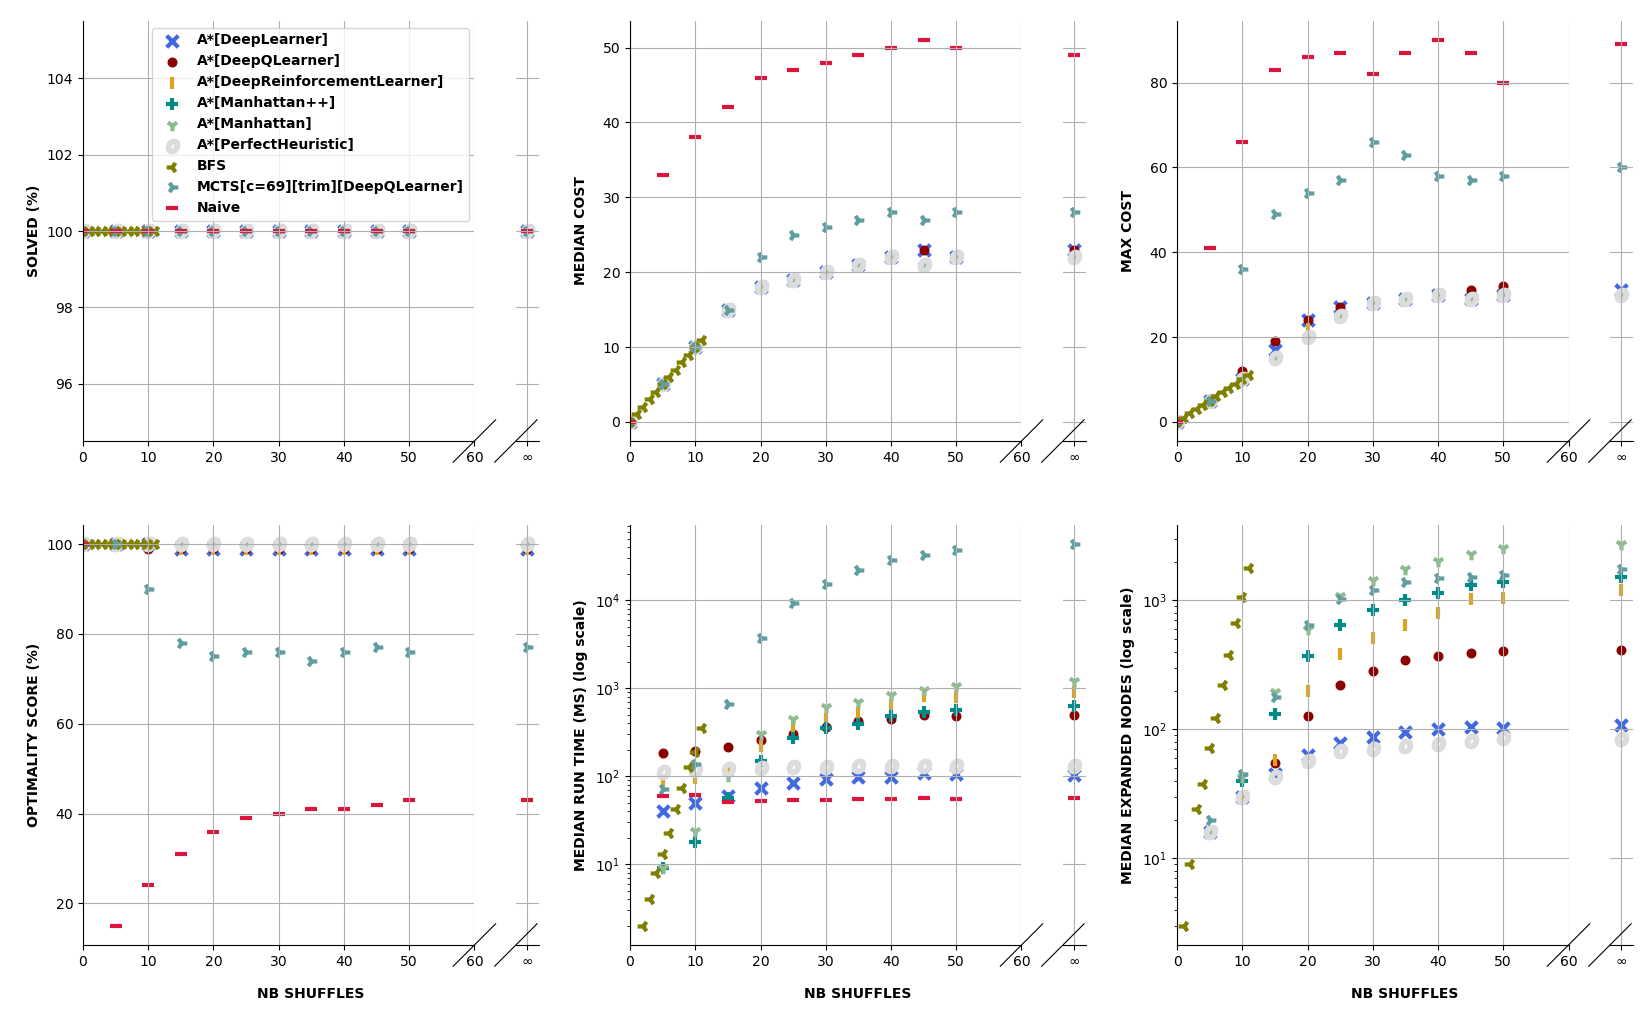 104
102
100
98
96
SOLVED (%)
A*[DeepLearner]
A*[DeepQLearner]
A*[DeepReinforcementLearner]
A*[Manhattan++]
A*[Manhattan]
A*[PerfectHeuristic]
BFS
MCTS[c=69][trim][DeepQLearner]
Naive
0 10 20 30 40 50 60 ∞
50
40
30
20
10
0
MEDIAN COST
0 10 20 30 40 50 60 ∞
80
60
40
20
0
MAX COST
0 10 20 30 40 50 60 ∞
100
80
60
40
20
OPTIMALITY SCORE (%)
0 10 20 30 40 50 60 ∞
NB SHUFFLES
10⁴
10³
10²
10¹
MEDIAN RUN TIME (MS) (log scale)
0 10 20 30 40 50 60 ∞
NB SHUFFLES
10³
10²
10¹
MEDIAN EXPANDED NODES (log scale)
0 10 20 30 40 50 60 ∞
NB SHUFFLES